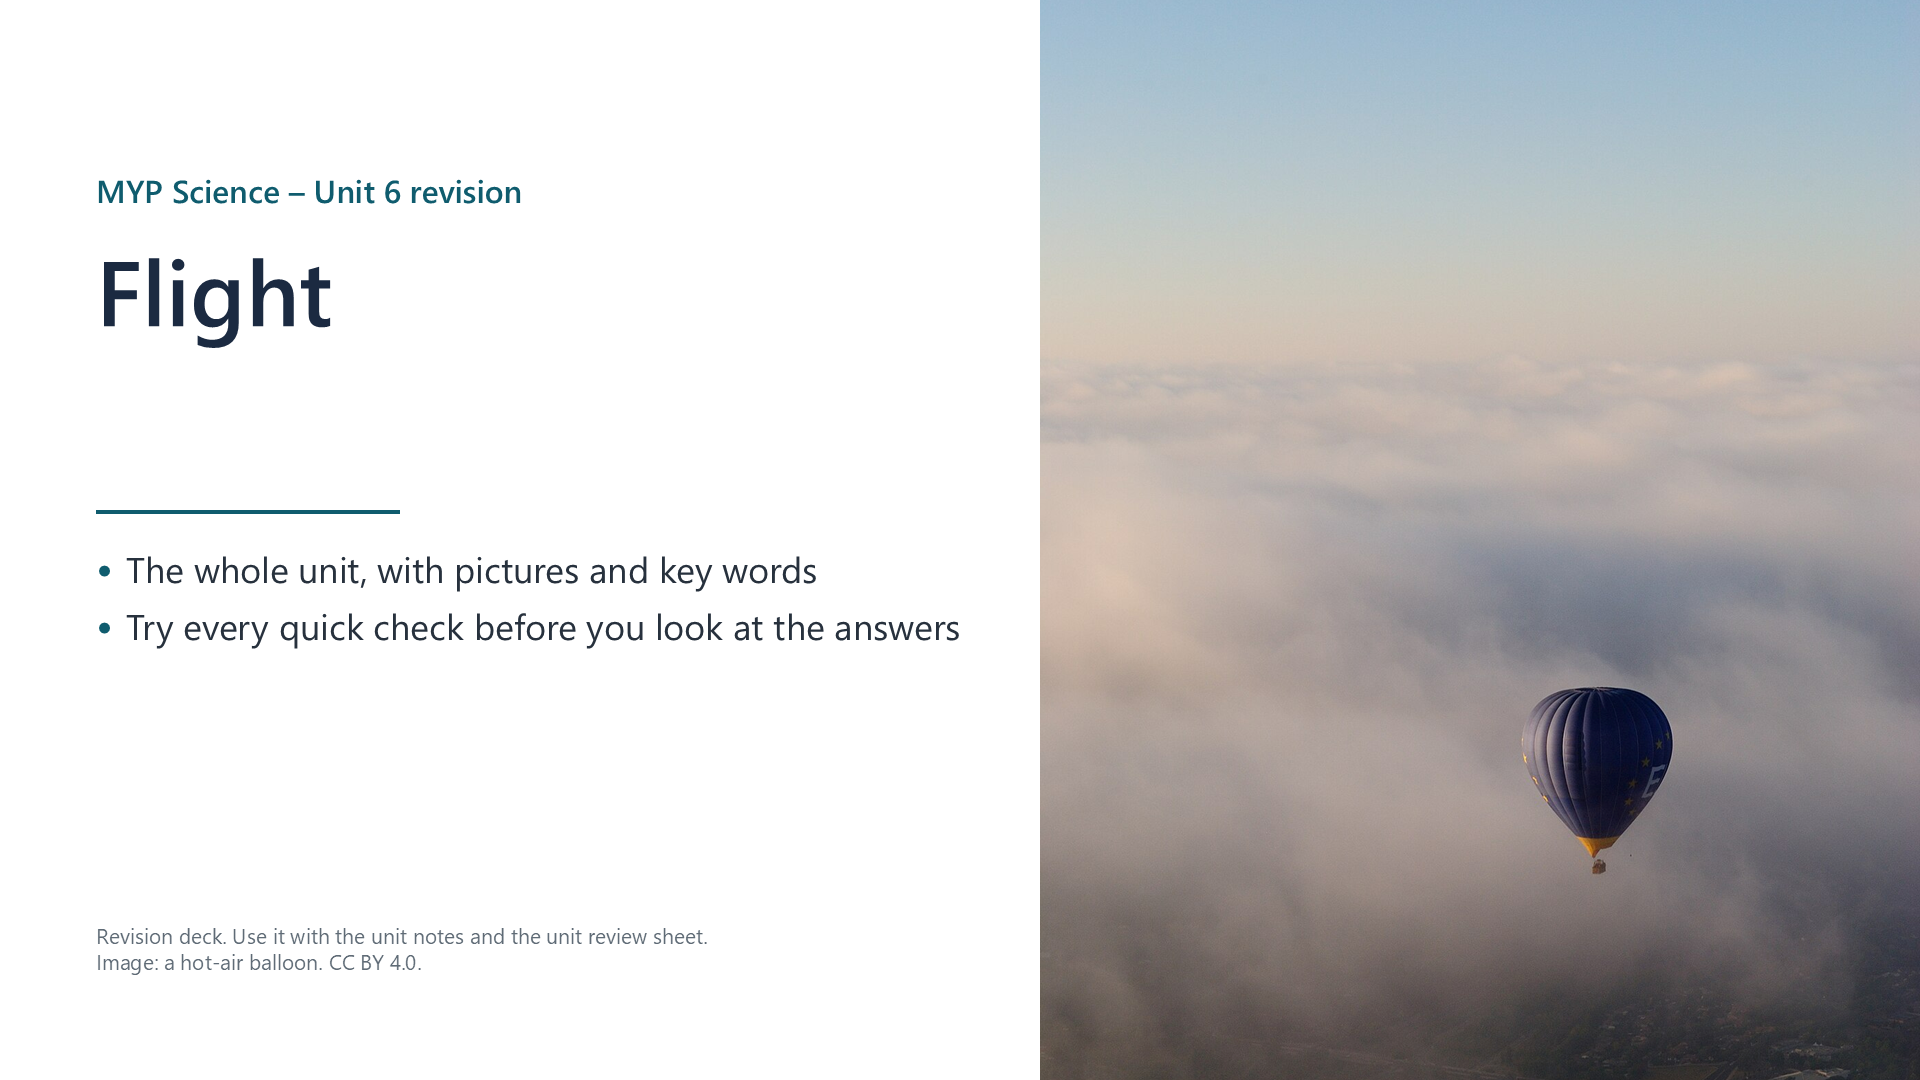 MYP Science – Unit 6 revision
Flight
• The whole unit, with pictures and key words
• Try every quick check before you look at the answers
Revision deck. Use it with the unit notes and the unit review sheet.
Image: a hot-air balloon. CC BY 4.0.
E